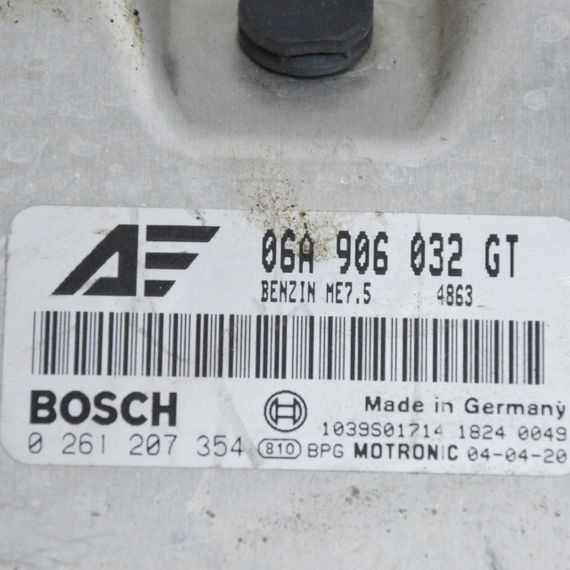 AE 06A 906 032 GT
BENZIN ME7.5 4863
BOSCH Made in Germany
0 261 207 354 1039S01714 1824 0049
810 BPG MOTRONIC 04-04-20